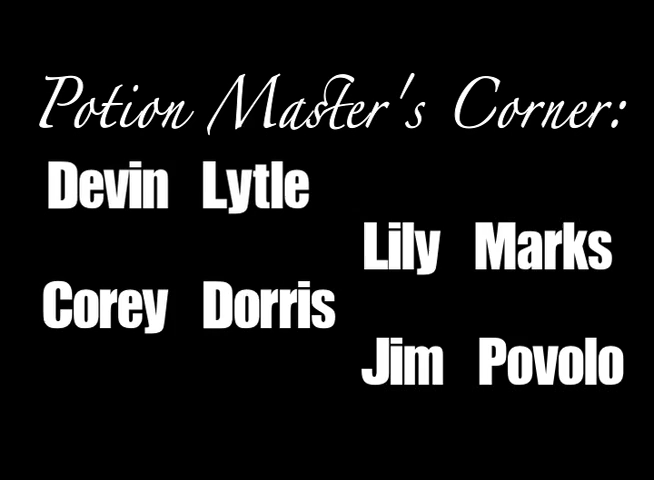 Potion Master's Corner:
Devin Lytle
Lily Marks
Corey Dorris
Jim Povolo